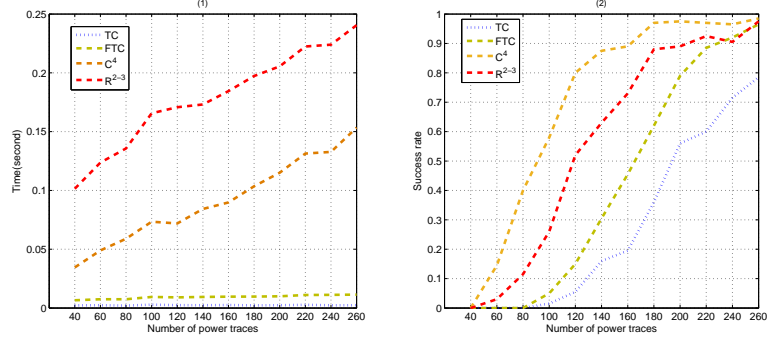 (1)
0.25
0.2
0.15
0.1
0.05
0
Time(second)
TC
FTC
C⁴
R²⁻³
40 60 80 100 120 140 160 180 200 220 240 260
Number of power traces
(2)
1
0.9
0.8
0.7
0.6
0.5
0.4
0.3
0.2
0.1
0
Success rate
TC
FTC
C⁴
R²⁻³
40 60 80 100 120 140 160 180 200 220 240 260
Number of power traces